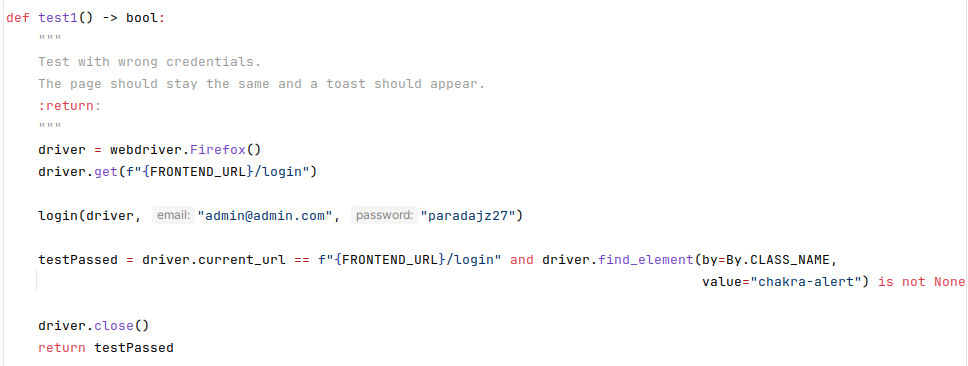 def test1() -> bool:
    """
    Test with wrong credentials.
    The page should stay the same and a toast should appear.
    :return:
    """
    driver = webdriver.Firefox()
    driver.get(f"{FRONTEND_URL}/login")
    login(driver, email: "admin@admin.com", password: "paradajz27")
    testPassed = driver.current_url == f"{FRONTEND_URL}/login" and driver.find_element(by=By.CLASS_NAME,
                                                                                   value="chakra-alert") is not None
    driver.close()
    return testPassed